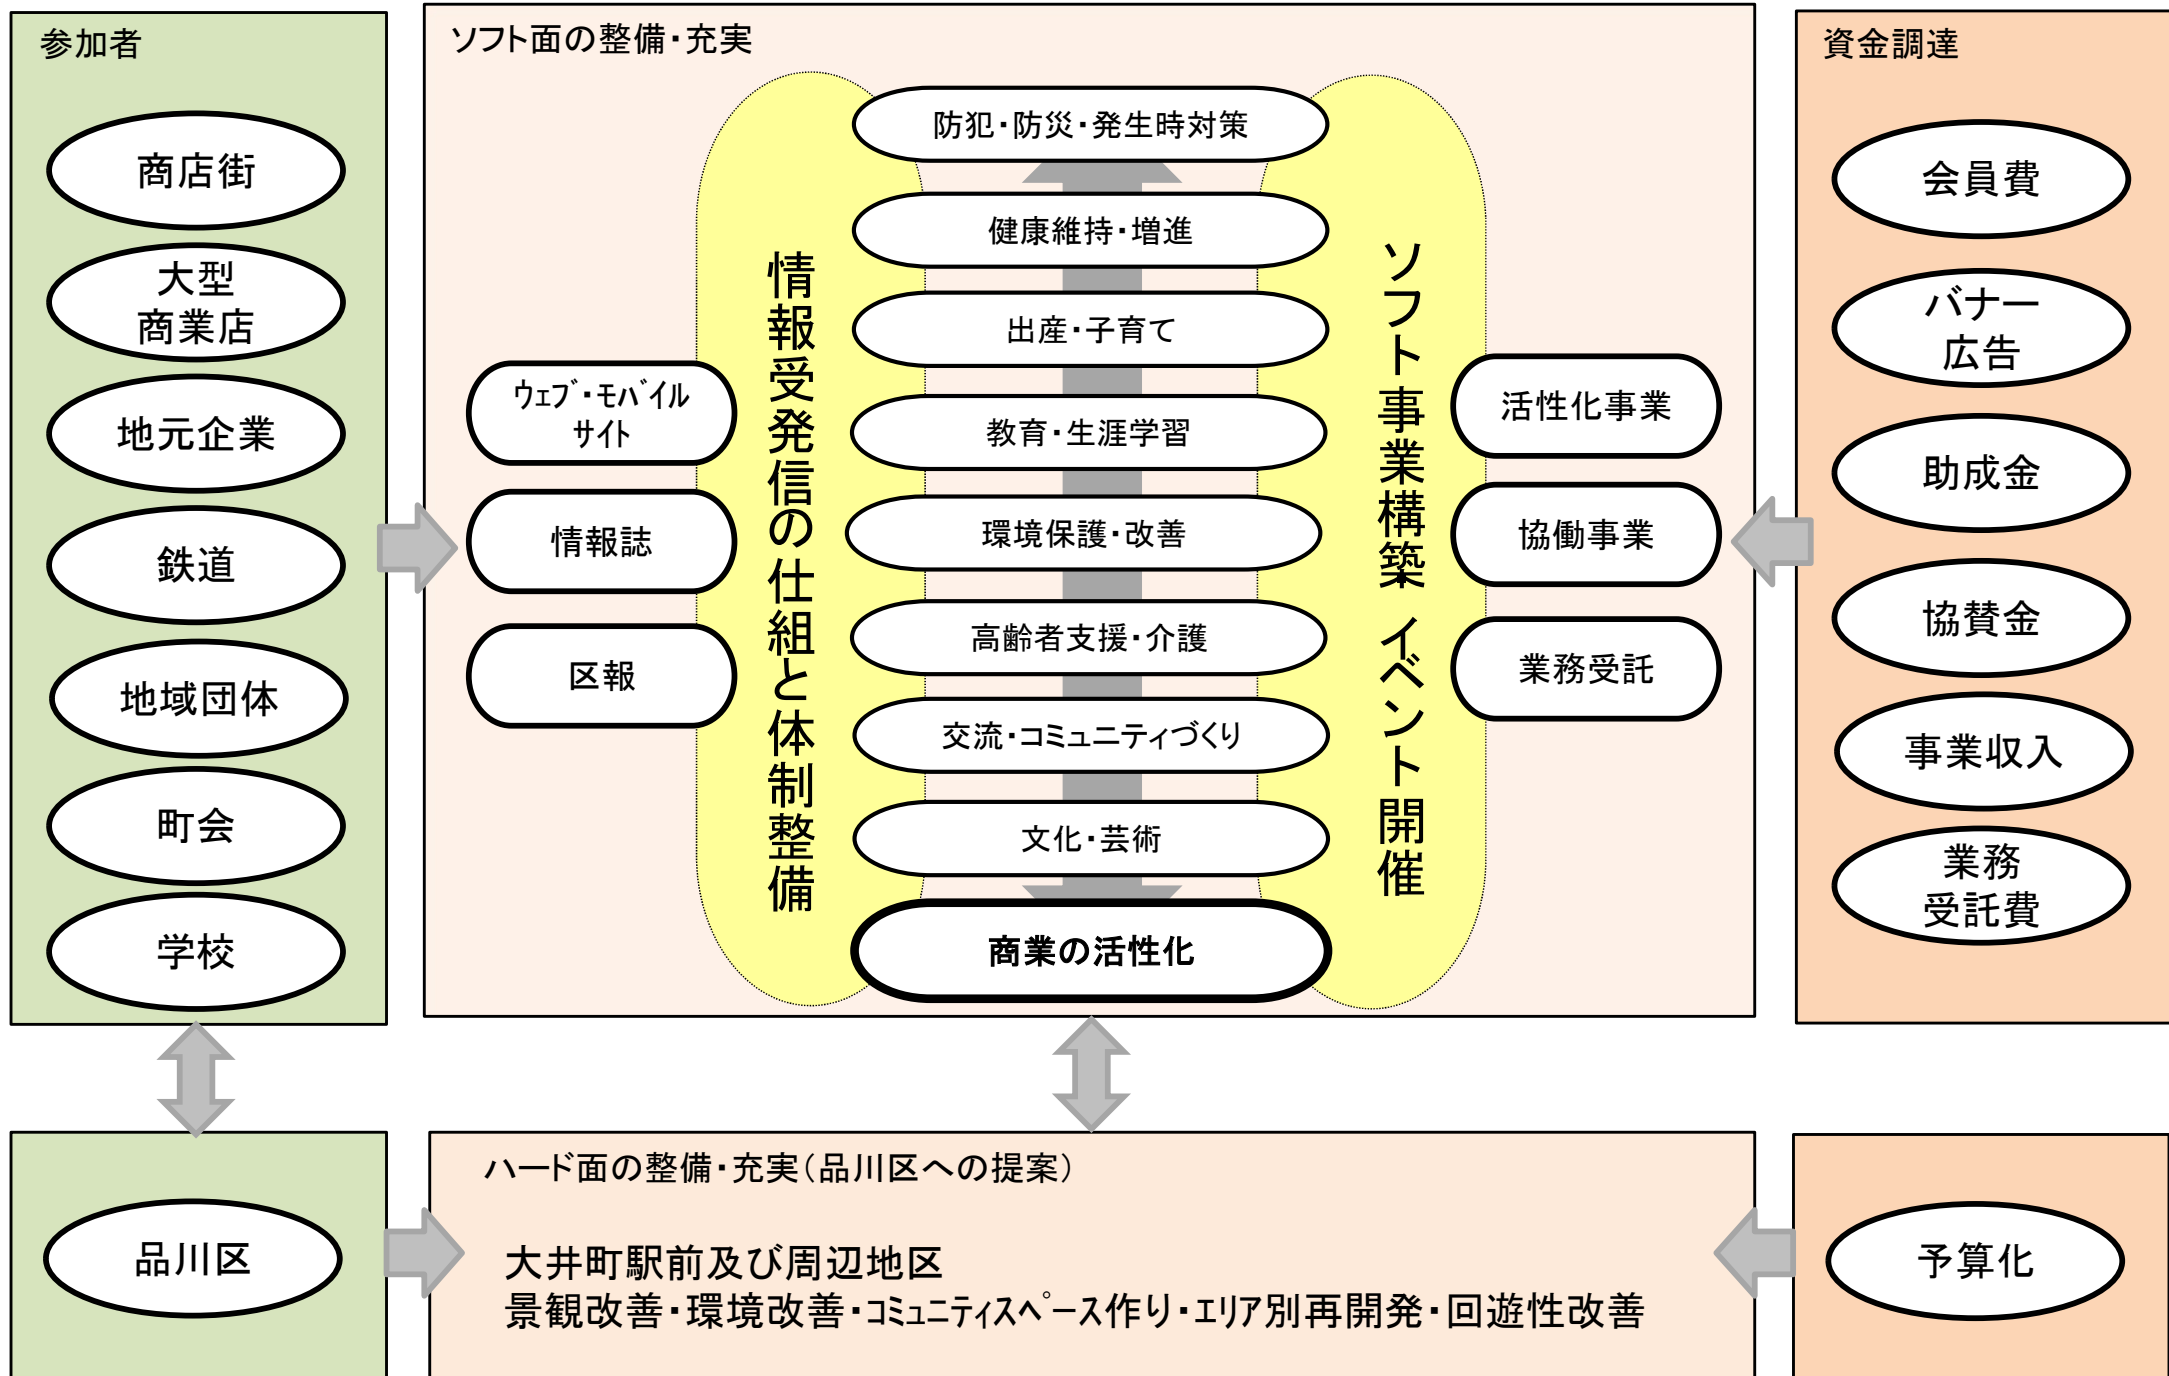 参加者
商店街
大型
商業店
地元企業
鉄道
地域団体
町会
学校
ソフト面の整備・充実
ウェブ・モバイル
サイト
情報誌
区報
情報受発信の仕組と体制整備
防犯・防災・発生時対策
健康維持・増進
出産・子育て
教育・生涯学習
環境保護・改善
高齢者支援・介護
交流・コミュニティづくり
文化・芸術
商業の活性化
ソフト事業構築 イベント開催
活性化事業
協働事業
業務受託
資金調達
会員費
バナー
広告
助成金
協賛金
事業収入
業務
受託費
品川区
ハード面の整備・充実(品川区への提案)
大井町駅前及び周辺地区
景観改善・環境改善・コミュニティスペース作り・エリア別再開発・回遊性改善
予算化